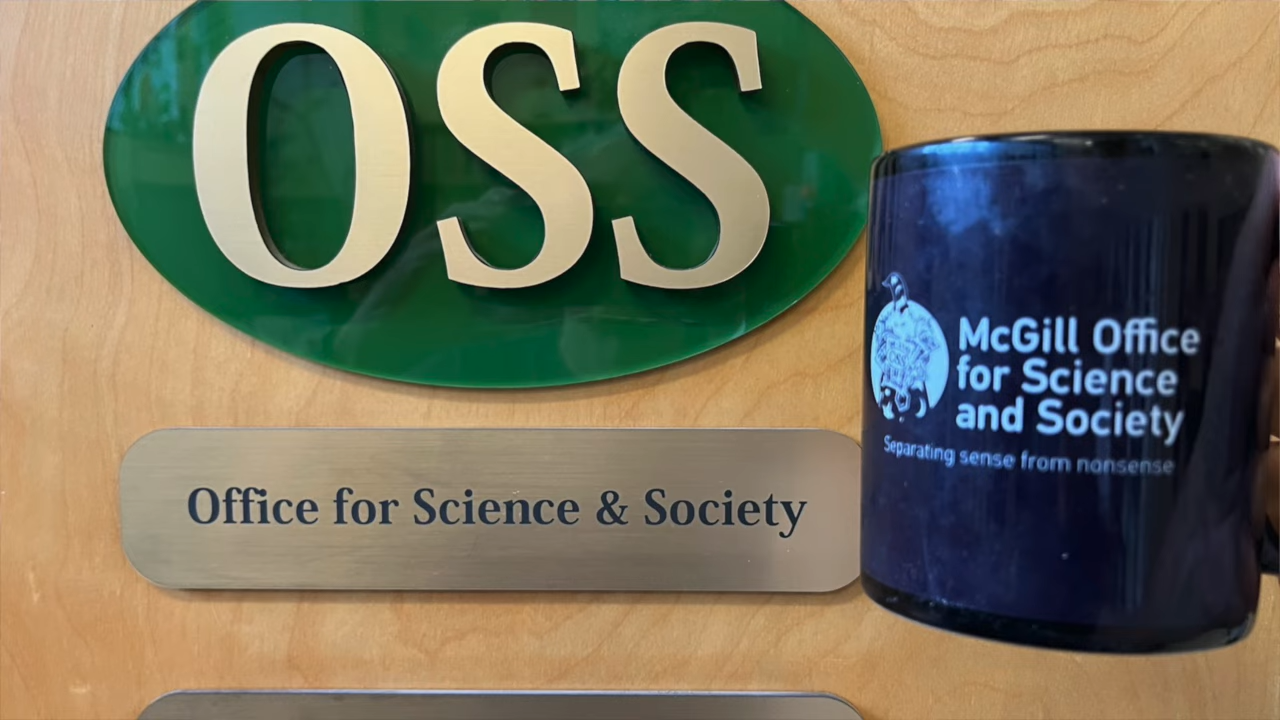 OSS
Office for Science & Society
McGill Office
for Science
and Society
Separating sense from nonsense